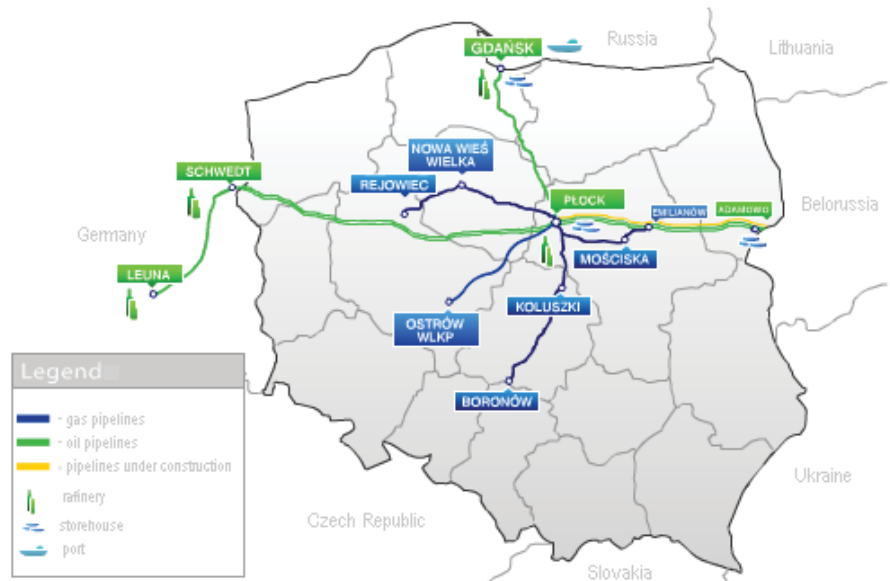 Russia
Lithuania
GDAŃSK
NOWA WIEŚ
WIELKA
SCHWEDT
REJOWIEC
PŁOCK
EMILIANÓW
ADAMOWO
Belorussia
Germany
MOŚCISKA
LEUNA
KOLUSZKI
OSTRÓW
WLKP
BORONÓW
Legend
- gas pipelines
- oil pipelines
- pipelines under construction
rafinery
storehouse
port
Ukraine
Czech Republic
Slovakia